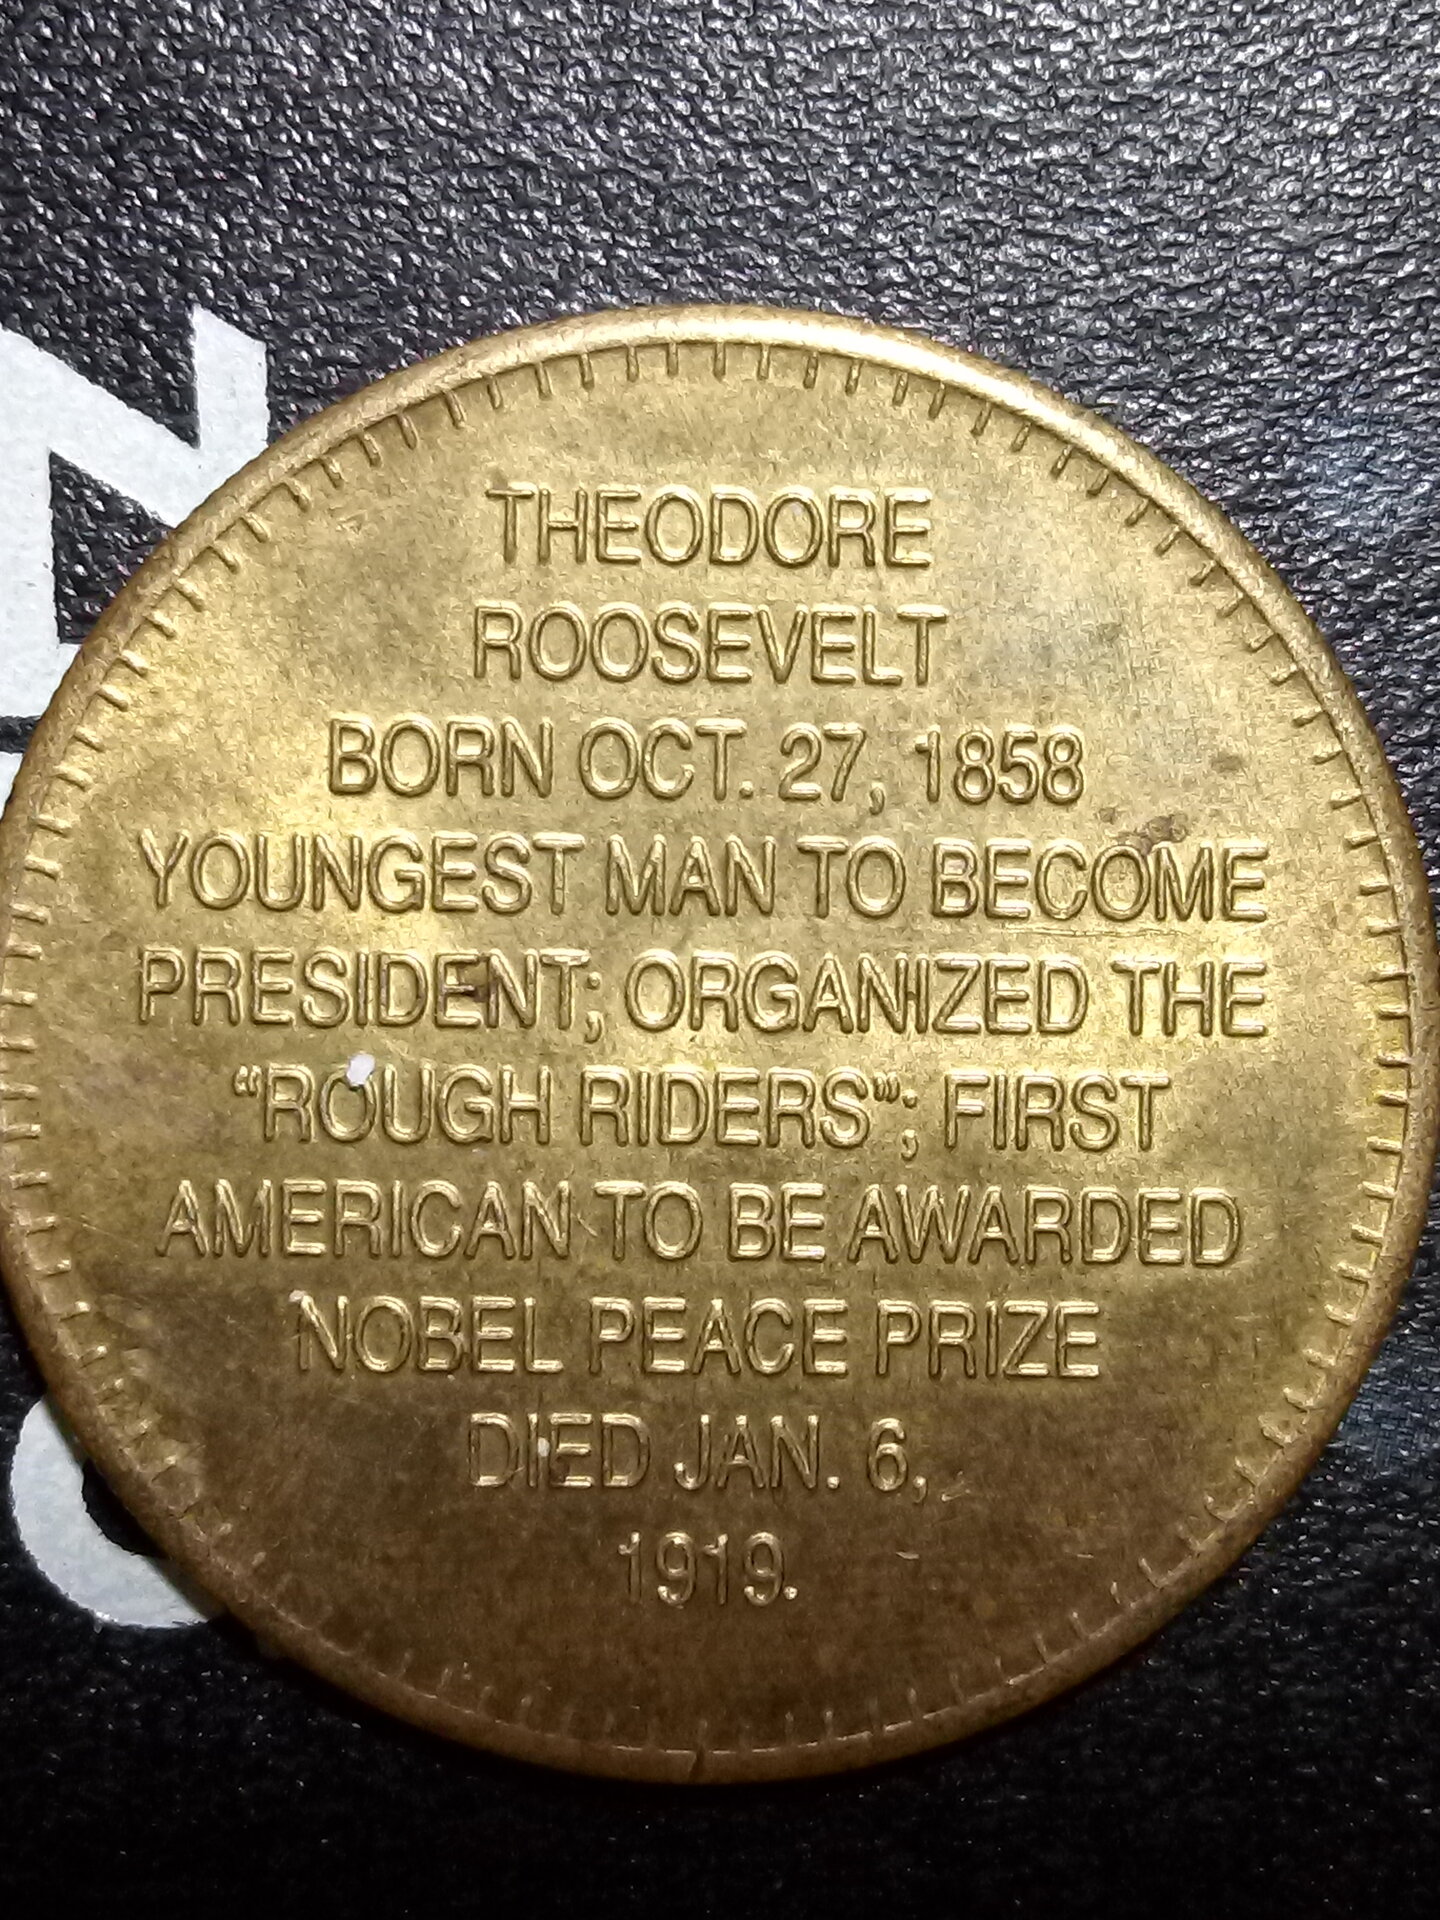 THEODORE
ROOSEVELT
BORN OCT. 27, 1858
YOUNGEST MAN TO BECOME
PRESIDENT; ORGANIZED THE
“ROUGH RIDERS”; FIRST
AMERICAN TO BE AWARDED
NOBEL PEACE PRIZE
DIED JAN. 6,
1919.